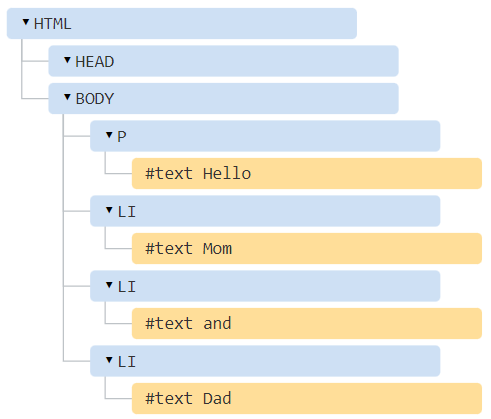 ▾ HTML
▾ HEAD
▾ BODY
▾ P
#text Hello
▾ LI
#text Mom
▾ LI
#text and
▾ LI
#text Dad